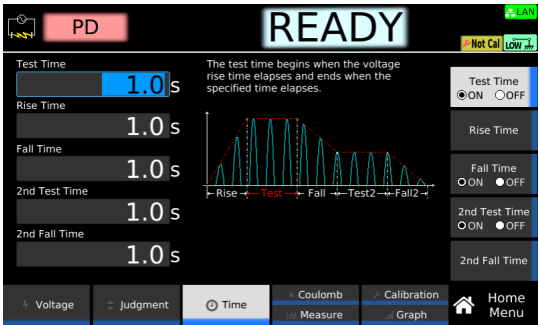 LAN
PD
READY
Not Cal
LOW
Test Time
1.0 s
Rise Time
1.0 s
Fall Time
1.0 s
2nd Test Time
1.0 s
2nd Fall Time
1.0 s
The test time begins when the voltage
rise time elapses and ends when the
specified time elapses.
Rise
Test
Fall
Test2
Fall2
Test Time
ON OFF
Rise Time
Fall Time
ON OFF
2nd Test Time
ON OFF
2nd Fall Time
Voltage
Judgment
Time
Coulomb
Measure
Calibration
Graph
Home
Menu